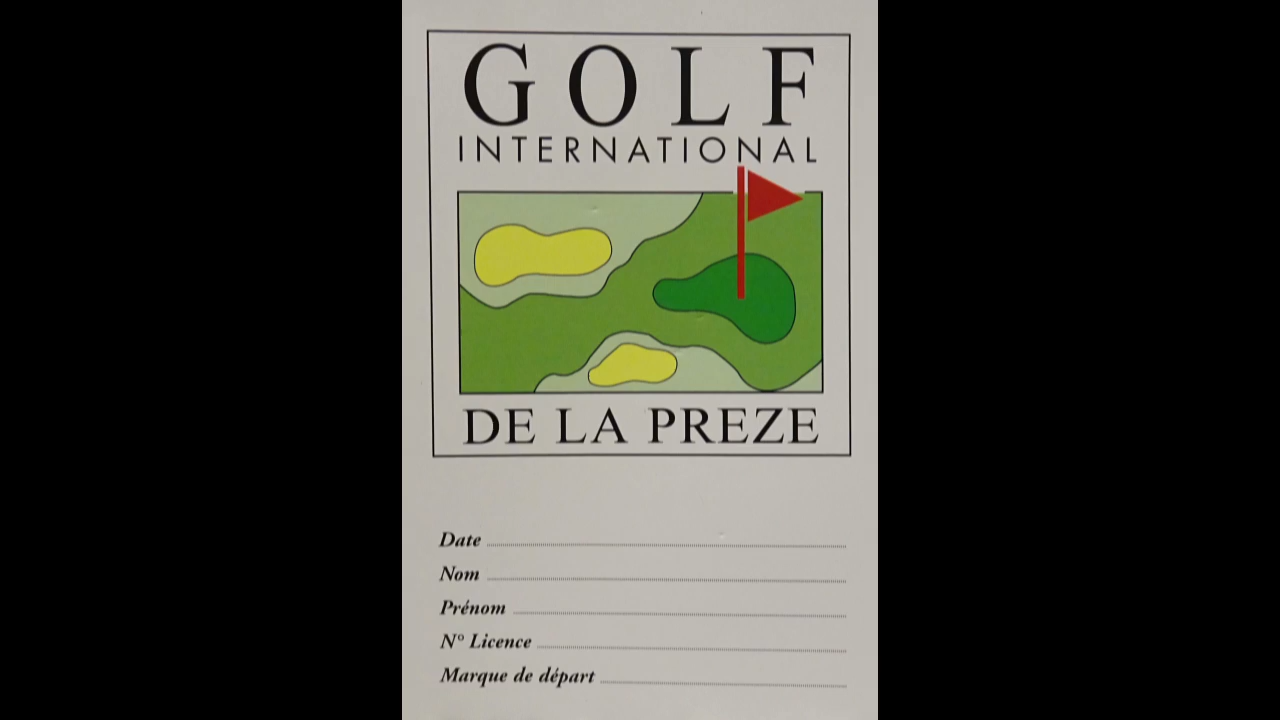 GOLF
INTERNATIONAL
DE LA PREZE
Date
Nom
Prénom
N° Licence
Marque de départ